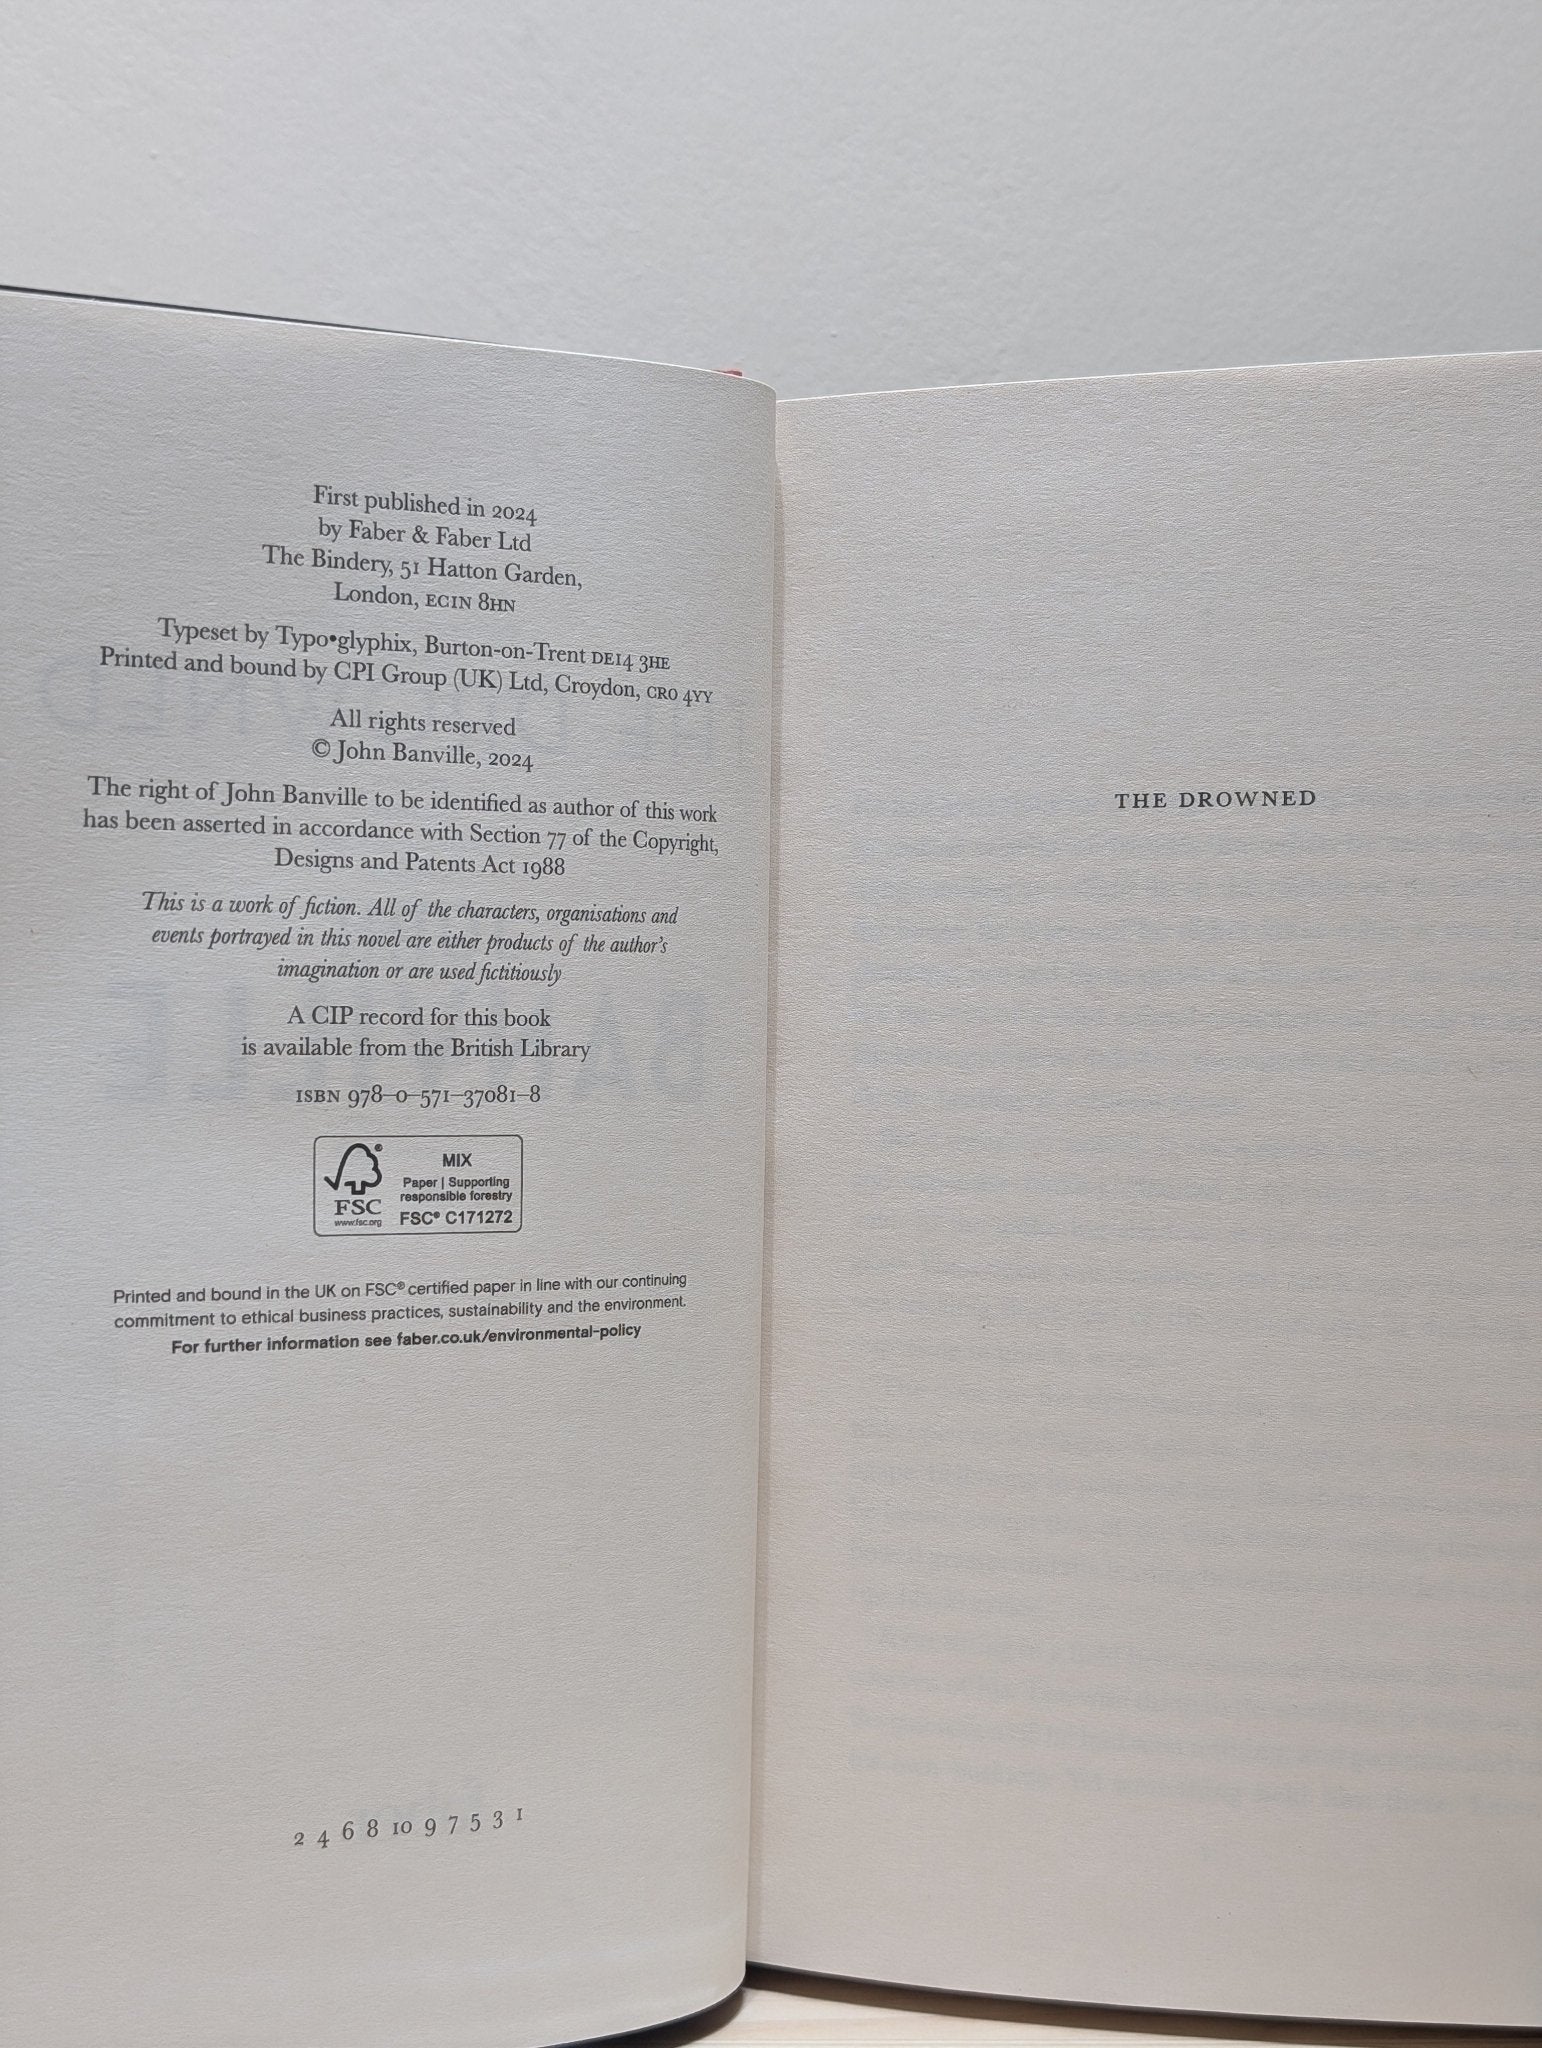 First published in 2024
by Faber & Faber Ltd
The Bindery, 51 Hatton Garden,
London, EC1N 8HN
Typeset by Typo•glyphix, Burton-on-Trent DE14 3HE
Printed and bound by CPI Group (UK) Ltd, Croydon, CR0 4YY
All rights reserved
© John Banville, 2024
The right of John Banville to be identified as author of this work
has been asserted in accordance with Section 77 of the Copyright,
Designs and Patents Act 1988
This is a work of fiction. All of the characters, organisations and
events portrayed in this novel are either products of the author's
imagination or are used fictitiously
A CIP record for this book
is available from the British Library
ISBN 978–0–571–37081–8
MIX
Paper | Supporting
responsible forestry
FSC® C171272
FSC
www.fsc.org
Printed and bound in the UK on FSC® certified paper in line with our continuing
commitment to ethical business practices, sustainability and the environment.
For further information see faber.co.uk/environmental-policy
2 4 6 8 10 9 7 5 3 1
THE DROWNED